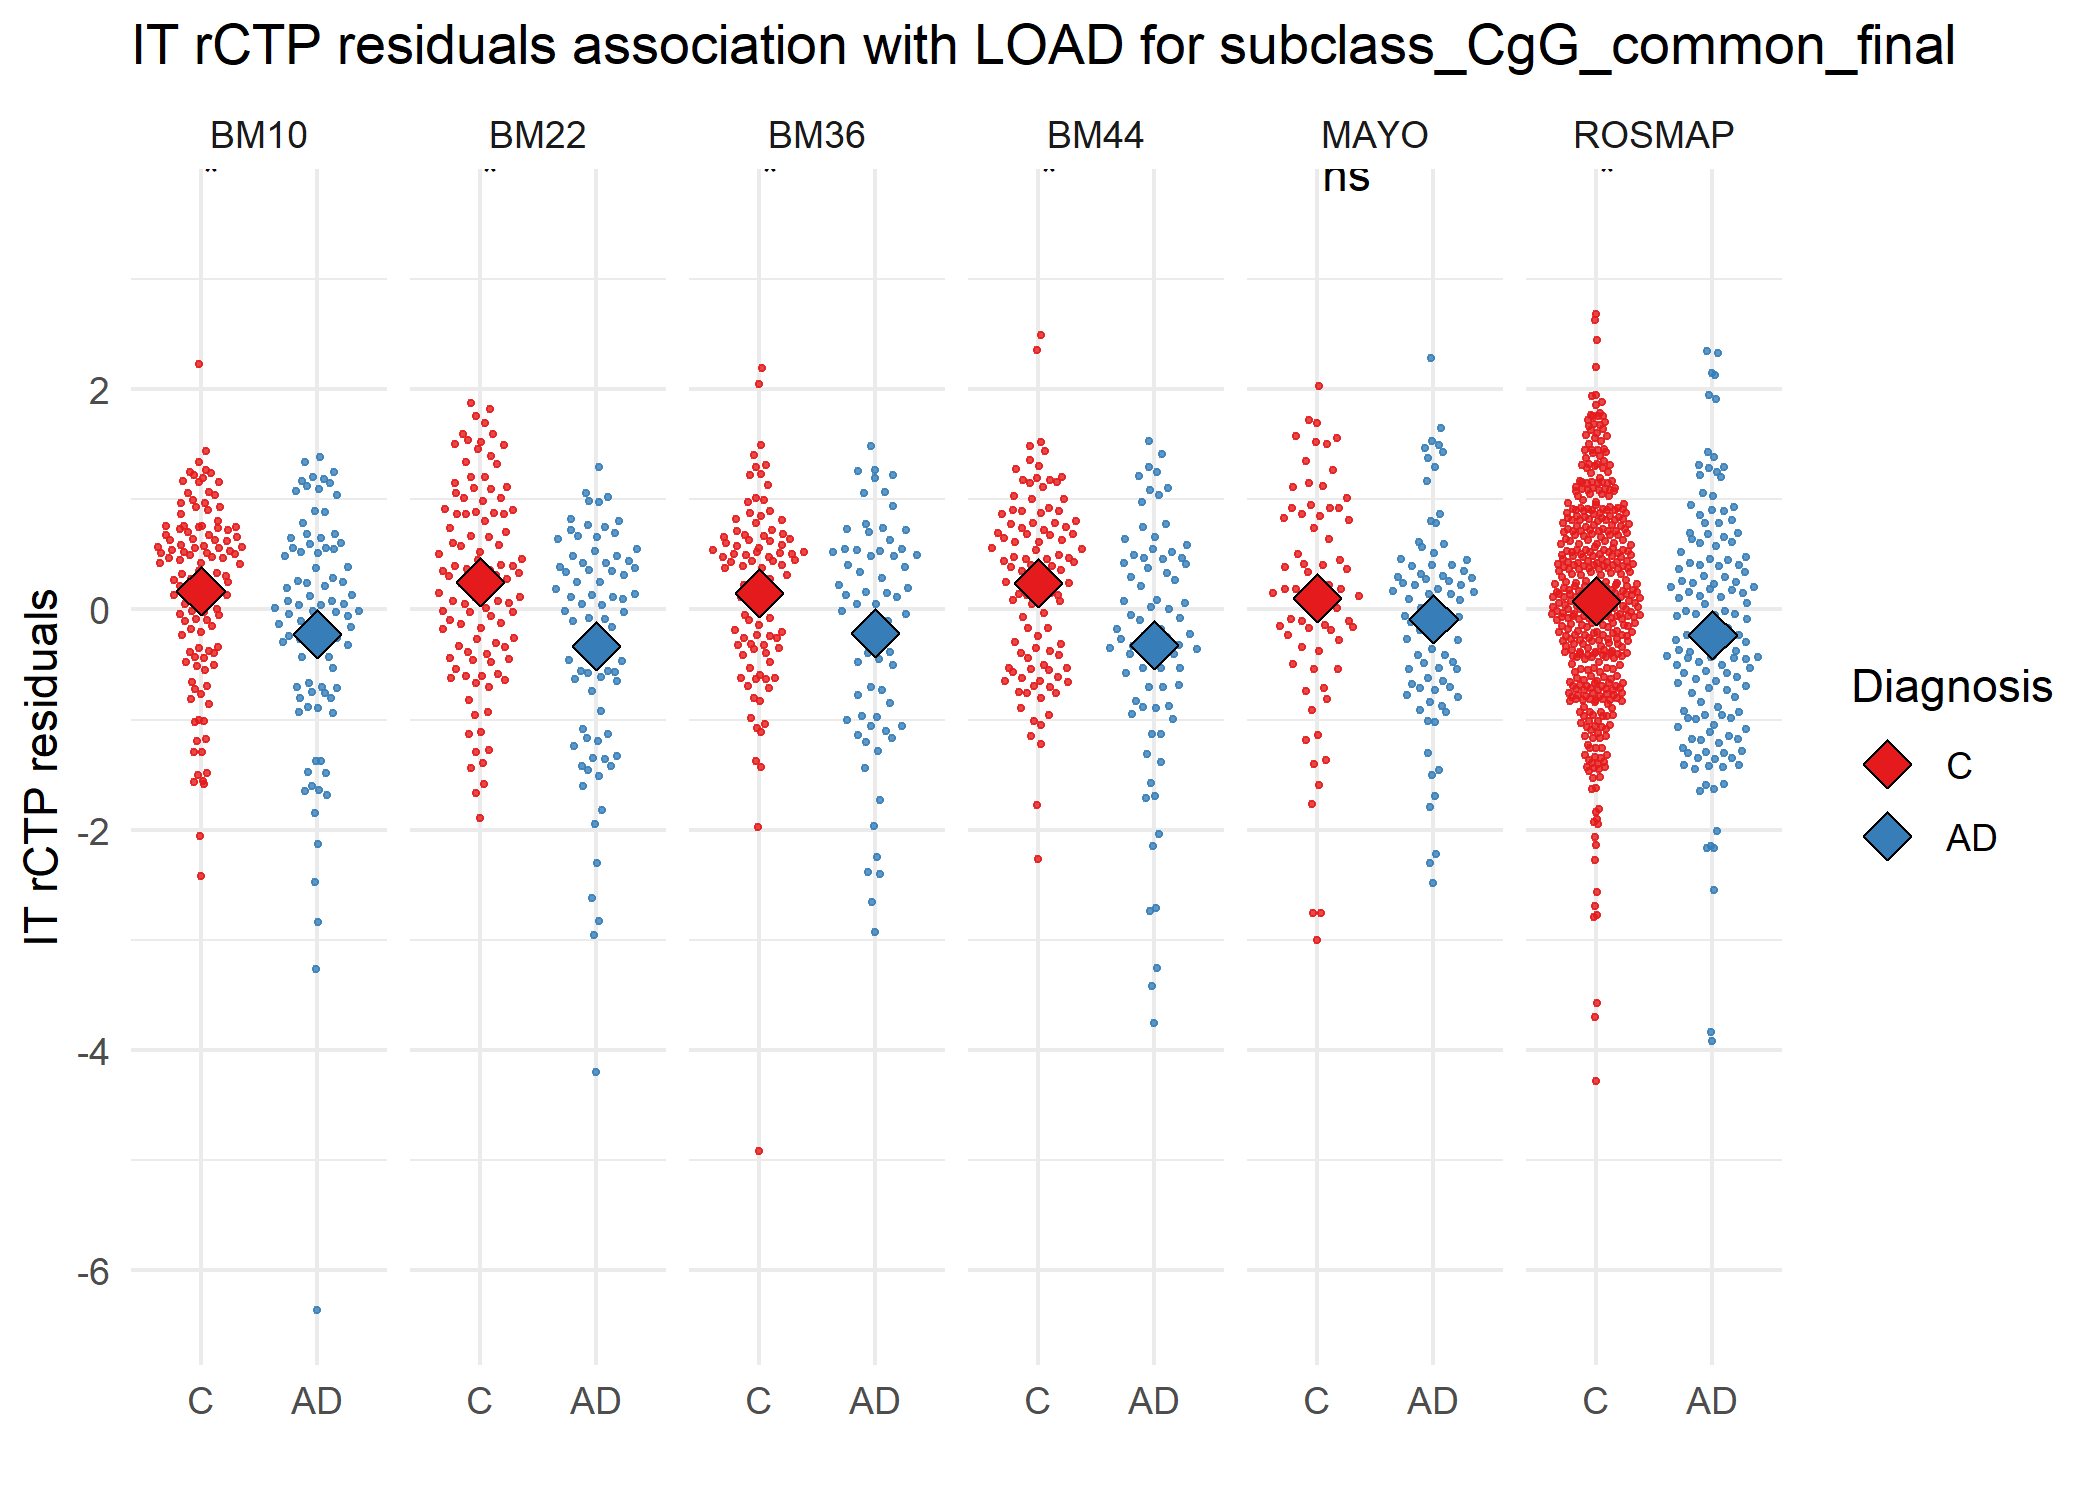 IT rCTP residuals association with LOAD for subclass_CgG_common_final
BM10 BM22 BM36 BM44 MAYO ROSMAP
* * * * ns *
2
0
-2
-4
-6
IT rCTP residuals
C AD C AD C AD C AD C AD C AD
Diagnosis
C
AD